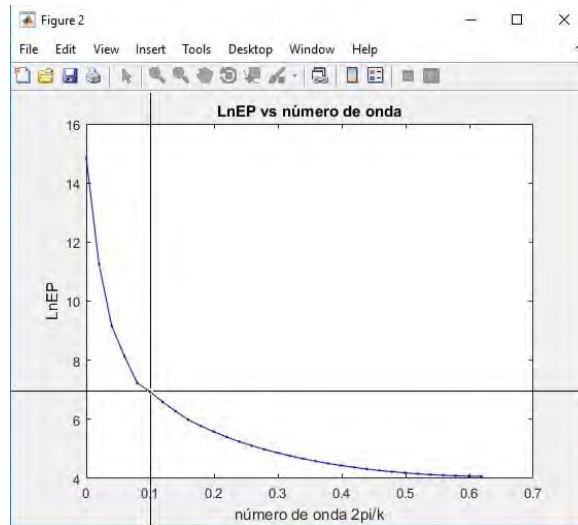 Figure 2
File Edit View Insert Tools Desktop Window Help
LnEP vs número de onda
16
14
12
10
8
6
4
LnEP
0 0.1 0.2 0.3 0.4 0.5 0.6 0.7
número de onda 2pi/k